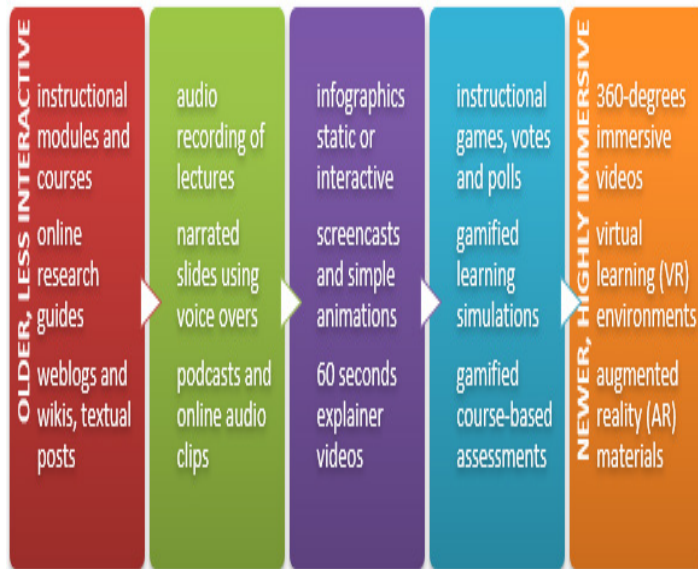 OLDER, LESS INTERACTIVE
instructional
modules and
courses
online
research
guides
weblogs and
wikis, textual
posts
audio
recording of
lectures
narrated
slides using
voice overs
podcasts and
online audio
clips
infographics
static or
interactive
screencasts
and simple
animations
60 seconds
explainer
videos
instructional
games, votes
and polls
gamified
learning
simulations
gamified
course-based
assessments
NEWER, HIGHLY IMMERSIVE
360-degrees
immersive
videos
virtual
learning (VR)
environments
augmented
reality (AR)
materials